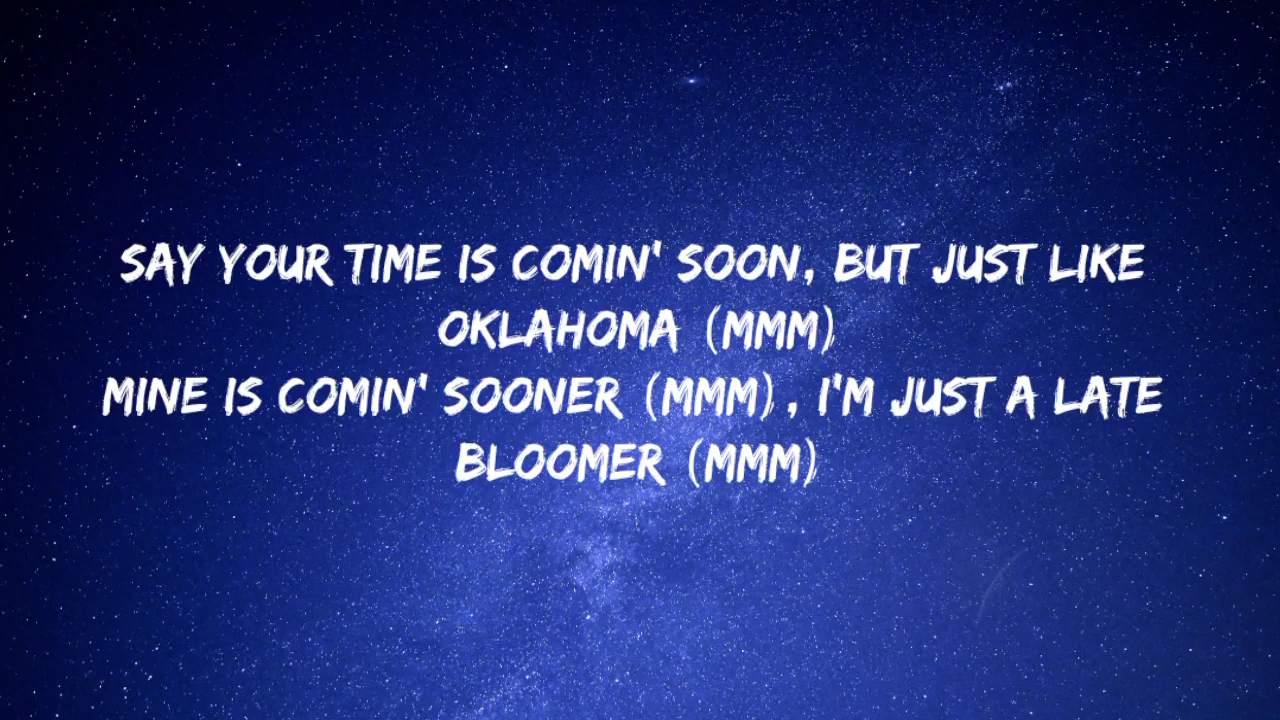 SAY YOUR TIME IS COMIN' SOON, BUT JUST LIKE
OKLAHOMA (MMM)
MINE IS COMIN' SOONER (MMM), I'M JUST A LATE
BLOOMER (MMM)